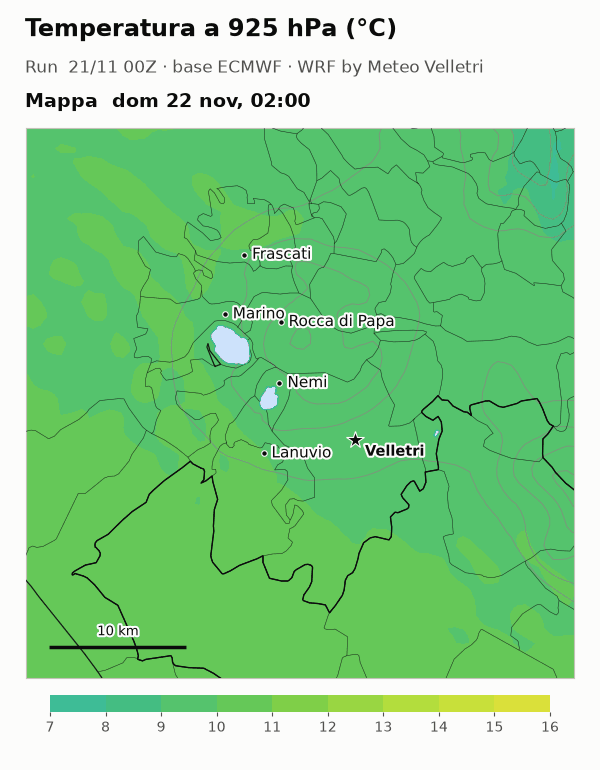 Temperatura a 925 hPa (°C)
Run  21/11 00Z · base ECMWF · WRF by Meteo Velletri
Mappa  dom 22 nov, 02:00
Frascati
Marino
Rocca di Papa
Nemi
Velletri
Lanuvio
10 km
7 8 9 10 11 12 13 14 15 16